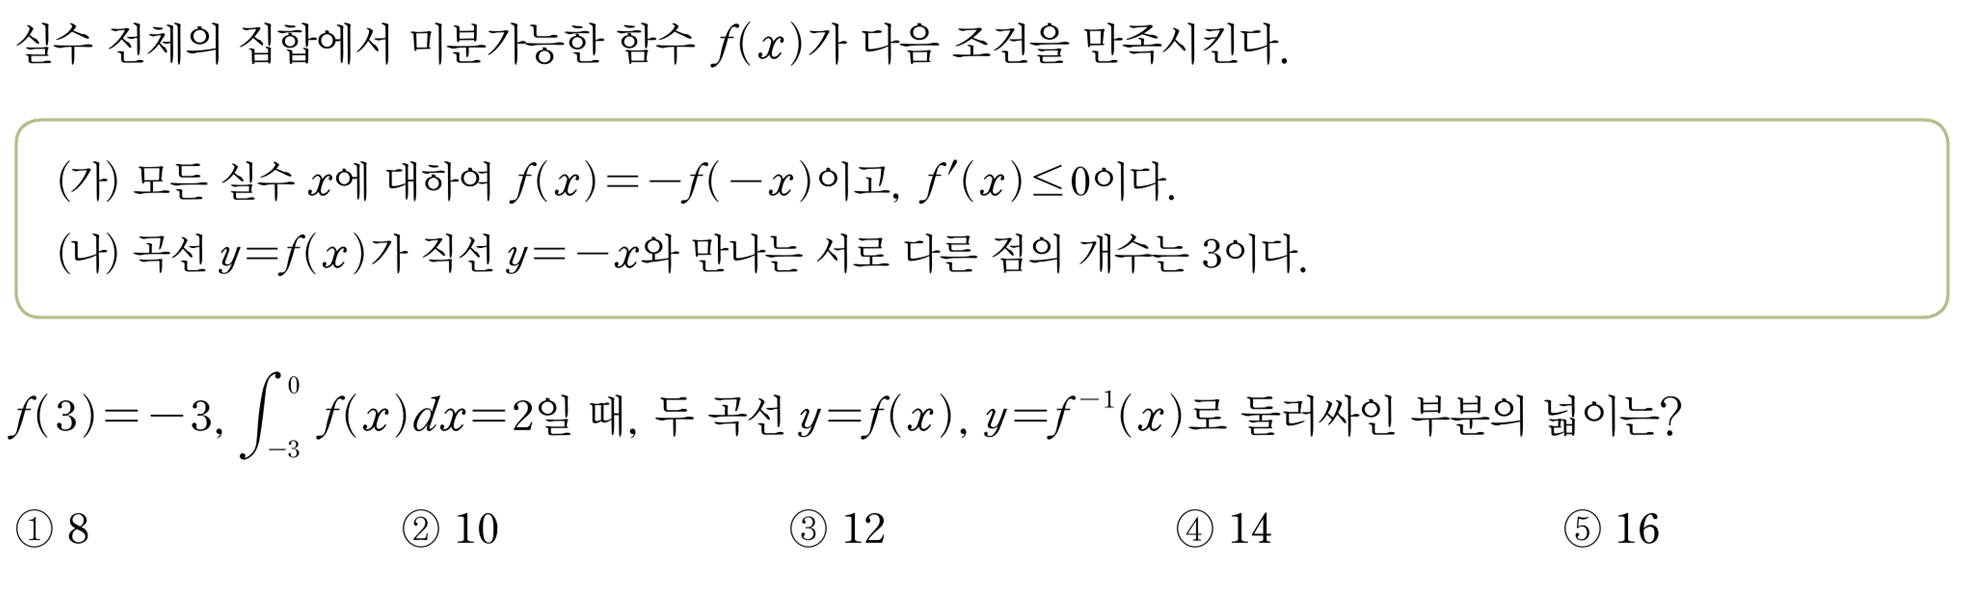 실수 전체의 집합에서 미분가능한 함수 f(x)가 다음 조건을 만족시킨다.
(가) 모든 실수 x에 대하여 f(x)=-f(-x)이고, f′(x)≤0이다.
(나) 곡선 y=f(x)가 직선 y=-x와 만나는 서로 다른 점의 개수는 3이다.
f(3)=-3, ∫_{-3}^{0} f(x)dx=2일 때, 두 곡선 y=f(x), y=f⁻¹(x)로 둘러싸인 부분의 넓이는?
① 8 ② 10 ③ 12 ④ 14 ⑤ 16